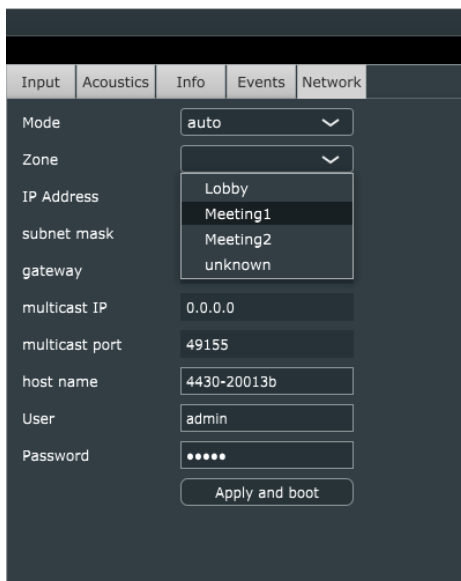 Input Acoustics Info Events Network
Mode auto
Zone
IP Address Lobby
Meeting1
subnet mask Meeting2
gateway unknown
multicast IP 0.0.0.0
multicast port 49155
host name 4430-20013b
User admin
Password •••••
Apply and boot